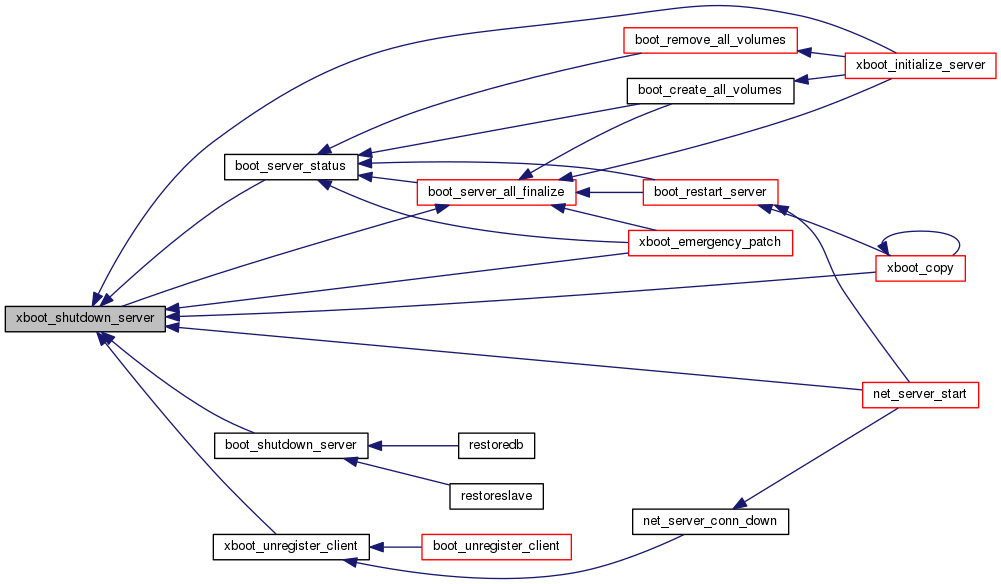 boot_remove_all_volumes
xboot_initialize_server
boot_create_all_volumes
boot_server_status
boot_server_all_finalize
boot_restart_server
xboot_emergency_patch
xboot_copy
xboot_shutdown_server
net_server_start
boot_shutdown_server
restoredb
restoreslave
net_server_conn_down
xboot_unregister_client
boot_unregister_client